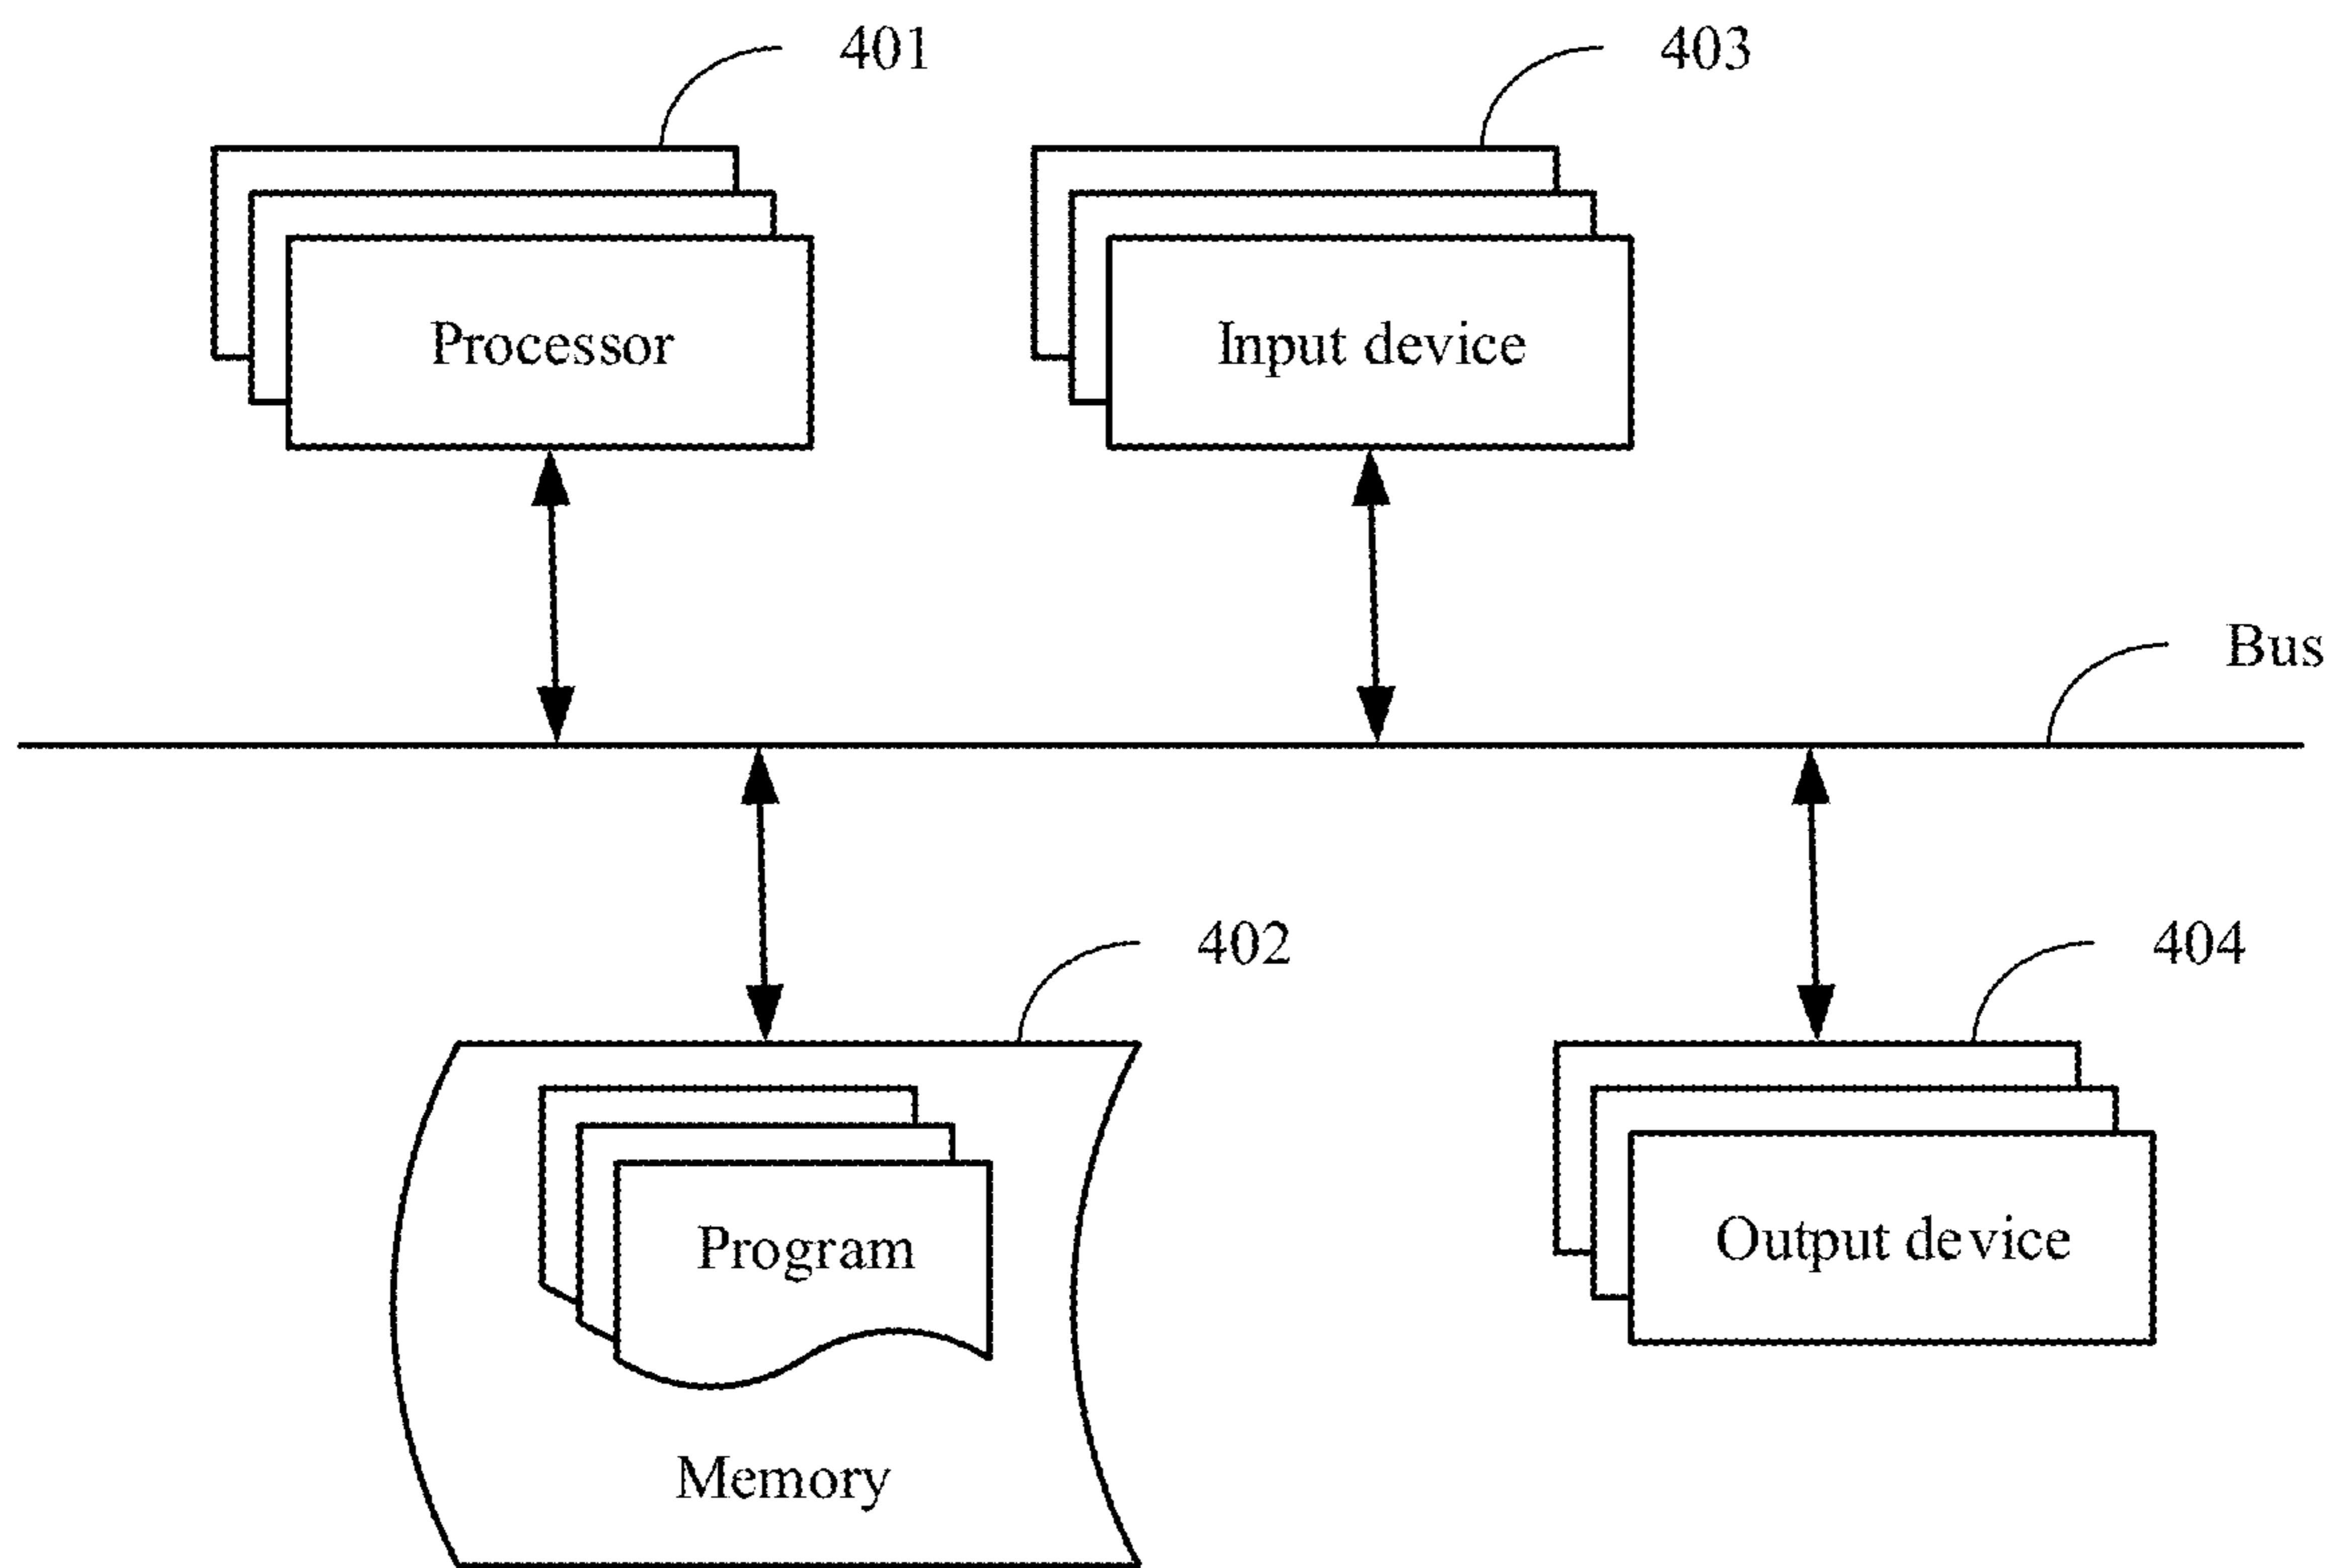 401
403
Processor
Input device
Bus
402
404
Program
Output device
Memory